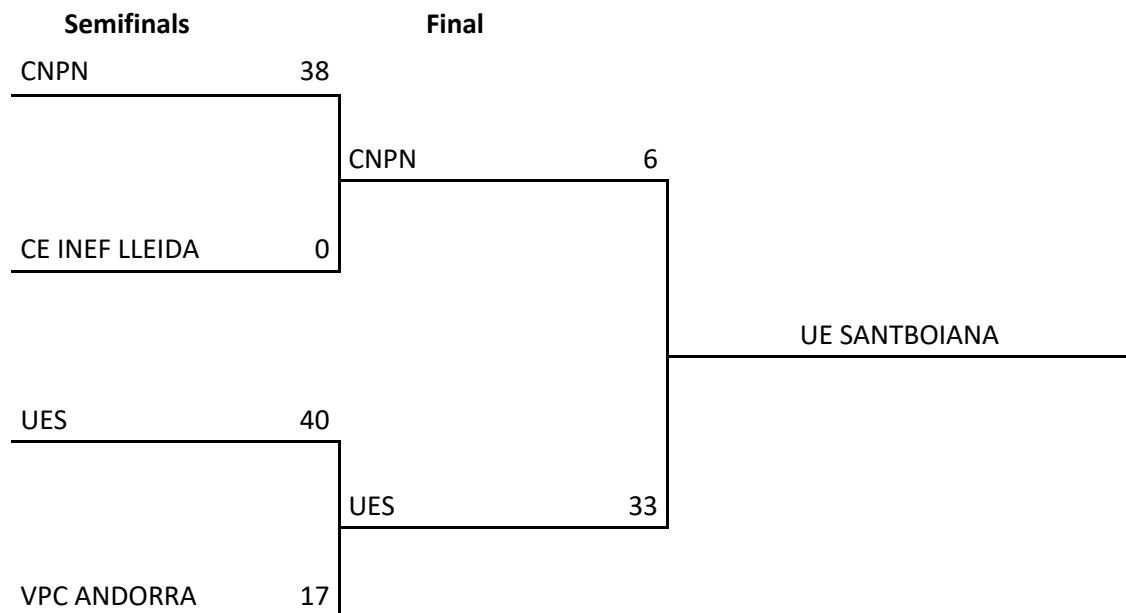 Semifinals Final
CNPN 38
CNPN 6
CE INEF LLEIDA 0
UE SANTBOIANA
UES 40
UES 33
VPC ANDORRA 17